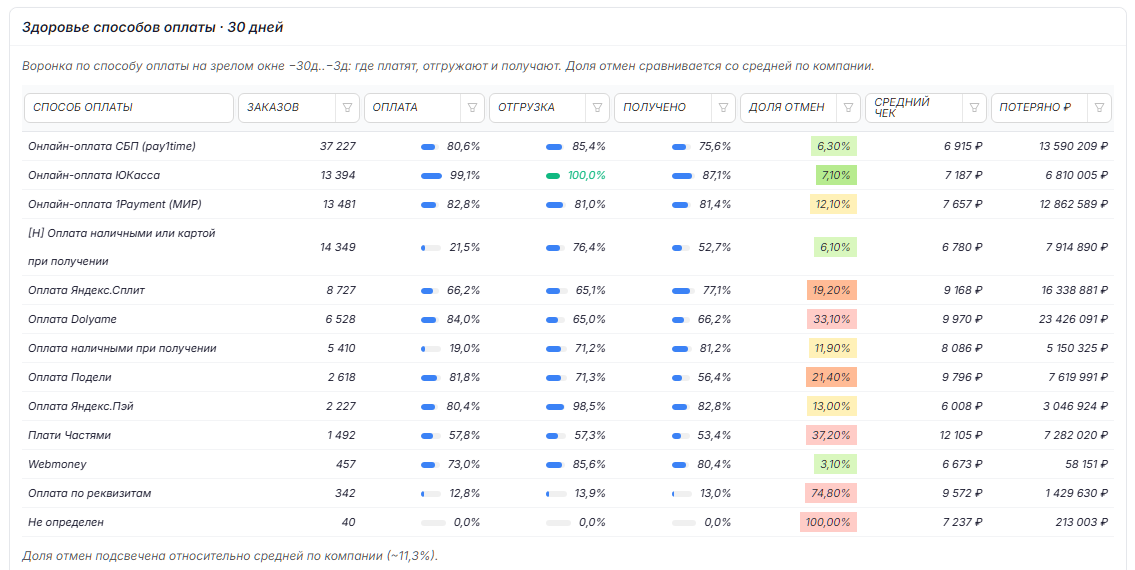 Здоровье способов оплаты · 30 дней
Воронка по способу оплаты на зрелом окне −30д..−3д: где платят, отгружают и получают. Доля отмен сравнивается со средней по компании.
СПОСОБ ОПЛАТЫ ЗАКАЗОВ ОПЛАТА ОТГРУЗКА ПОЛУЧЕНО ДОЛЯ ОТМЕН СРЕДНИЙ ЧЕК ПОТЕРЯНО ₽
Онлайн-оплата СБП (pay1time) 37 227 80,6% 85,4% 75,6% 6,30% 6 915 ₽ 13 590 209 ₽
Онлайн-оплата ЮКасса 13 394 99,1% 100,0% 87,1% 7,10% 7 187 ₽ 6 810 005 ₽
Онлайн-оплата 1Payment (МИР) 13 481 82,8% 81,0% 81,4% 12,10% 7 657 ₽ 12 862 589 ₽
[Н] Оплата наличными или картой
при получении 14 349 21,5% 76,4% 52,7% 6,10% 6 780 ₽ 7 914 890 ₽
Оплата Яндекс.Сплит 8 727 66,2% 65,1% 77,1% 19,20% 9 168 ₽ 16 338 881 ₽
Оплата Dolyame 6 528 84,0% 65,0% 66,2% 33,10% 9 970 ₽ 23 426 091 ₽
Оплата наличными при получении 5 410 19,0% 71,2% 81,2% 11,90% 8 086 ₽ 5 150 325 ₽
Оплата Подели 2 618 81,8% 71,3% 56,4% 21,40% 9 796 ₽ 7 619 991 ₽
Оплата Яндекс.Пэй 2 227 80,4% 98,5% 82,8% 13,00% 6 008 ₽ 3 046 924 ₽
Плати Частями 1 492 57,8% 57,3% 53,4% 37,20% 12 105 ₽ 7 282 020 ₽
Webmoney 457 73,0% 85,6% 80,4% 3,10% 6 673 ₽ 58 151 ₽
Оплата по реквизитам 342 12,8% 13,9% 13,0% 74,80% 9 572 ₽ 1 429 630 ₽
Не определен 40 0,0% 0,0% 0,0% 100,00% 7 237 ₽ 213 003 ₽
Доля отмен подсвечена относительно средней по компании (~11,3%).